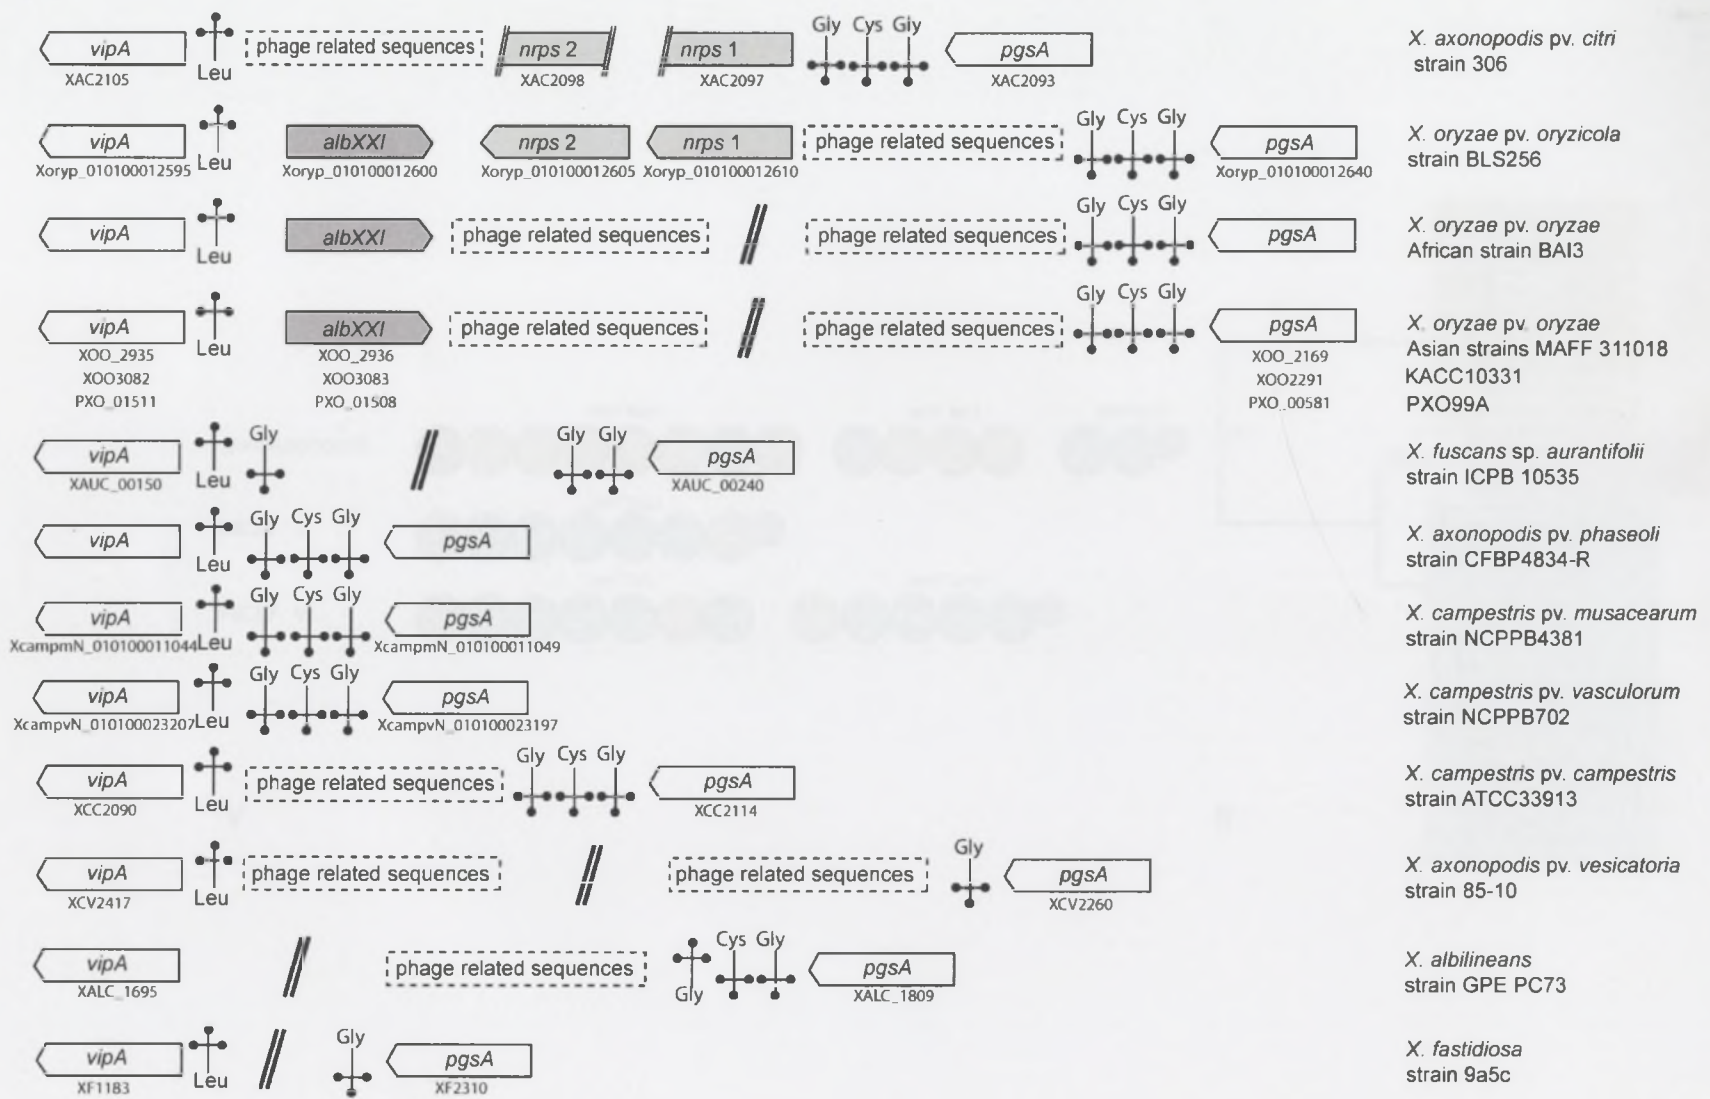 Gly Cys Gly
vipA
Leu
phage related sequences
nrps 2
nrps 1
pgsA
XAC2105
XAC2098
XAC2097
XAC2093
X. axonopodis pv. citri
strain 306
Gly Cys Gly
vipA
Leu
albXXI
nrps 2
nrps 1
phage related sequences
pgsA
Xoryp_010100012595
Xoryp_010100012600
Xoryp_010100012605
Xoryp_010100012610
Xoryp_010100012640
X. oryzae pv. oryzicola
strain BLS256
Gly Cys Gly
vipA
Leu
albXXI
phage related sequences
phage related sequences
pgsA
X. oryzae pv. oryzae
African strain BAI3
Gly Cys Gly
vipA
Leu
albXXI
phage related sequences
phage related sequences
pgsA
XOO_2935
XOO3082
PXO_01511
XOO_2936
XOO3083
PXO_01508
XOO_2169
XOO2291
PXO_00581
X. oryzae pv. oryzae
Asian strains MAFF 311018
KACC10331
PXO99A
Gly
Gly Gly
vipA
Leu
pgsA
XAUC_00150
XAUC_00240
X. fuscans sp. aurantifolii
strain ICPB 10535
Gly Cys Gly
vipA
Leu
pgsA
X. axonopodis pv. phaseoli
strain CFBP4834-R
Gly Cys Gly
vipA
Leu
pgsA
XcampmN_010100011044
XcampmN_010100011049
X. campestris pv. musacearum
strain NCPPB4381
Gly Cys Gly
vipA
Leu
pgsA
XcampvN_010100023207
XcampvN_010100023197
X. campestris pv. vasculorum
strain NCPPB702
Gly Cys Gly
vipA
Leu
phage related sequences
pgsA
XCC2090
XCC2114
X. campestris pv. campestris
strain ATCC33913
Gly
vipA
Leu
phage related sequences
phage related sequences
pgsA
XCV2417
XCV2260
X. axonopodis pv. vesicatoria
strain 85-10
Cys Gly
vipA
phage related sequences
Gly
pgsA
XALC_1695
XALC_1809
X. albilineans
strain GPE PC73
Gly
vipA
Leu
pgsA
XF1183
XF2310
X. fastidiosa
strain 9a5c